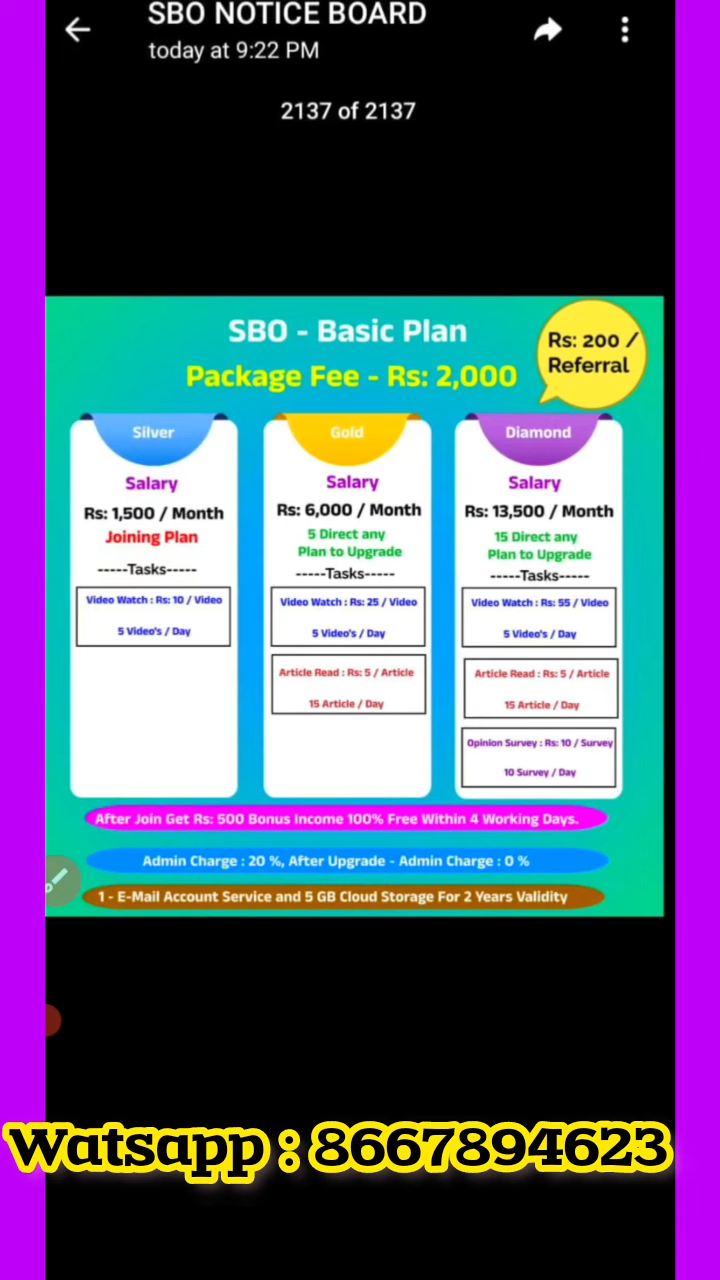 SBO NOTICE BOARD
today at 9:22 PM
2137 of 2137
SBO - Basic Plan
Package Fee - Rs: 2,000
Rs: 200 /
Referral
Silver
Salary
Rs: 1,500 / Month
Joining Plan
-----Tasks-----
Video Watch : Rs: 10 / Video
5 Video's / Day
Gold
Salary
Rs: 6,000 / Month
5 Direct any
Plan to Upgrade
-----Tasks-----
Video Watch : Rs: 25 / Video
5 Video's / Day
Article Read : Rs: 5 / Article
15 Article / Day
Diamond
Salary
Rs: 13,500 / Month
15 Direct any
Plan to Upgrade
-----Tasks-----
Video Watch : Rs: 55 / Video
5 Video's / Day
Article Read : Rs: 5 / Article
15 Article / Day
Opinion Survey : Rs: 10 / Survey
10 Survey / Day
After Join Get Rs: 500 Bonus Income 100% Free Within 4 Working Days.
Admin Charge : 20 %, After Upgrade - Admin Charge : 0 %
1 - E-Mail Account Service and 5 GB Cloud Storage For 2 Years Validity
Watsapp : 8667894623